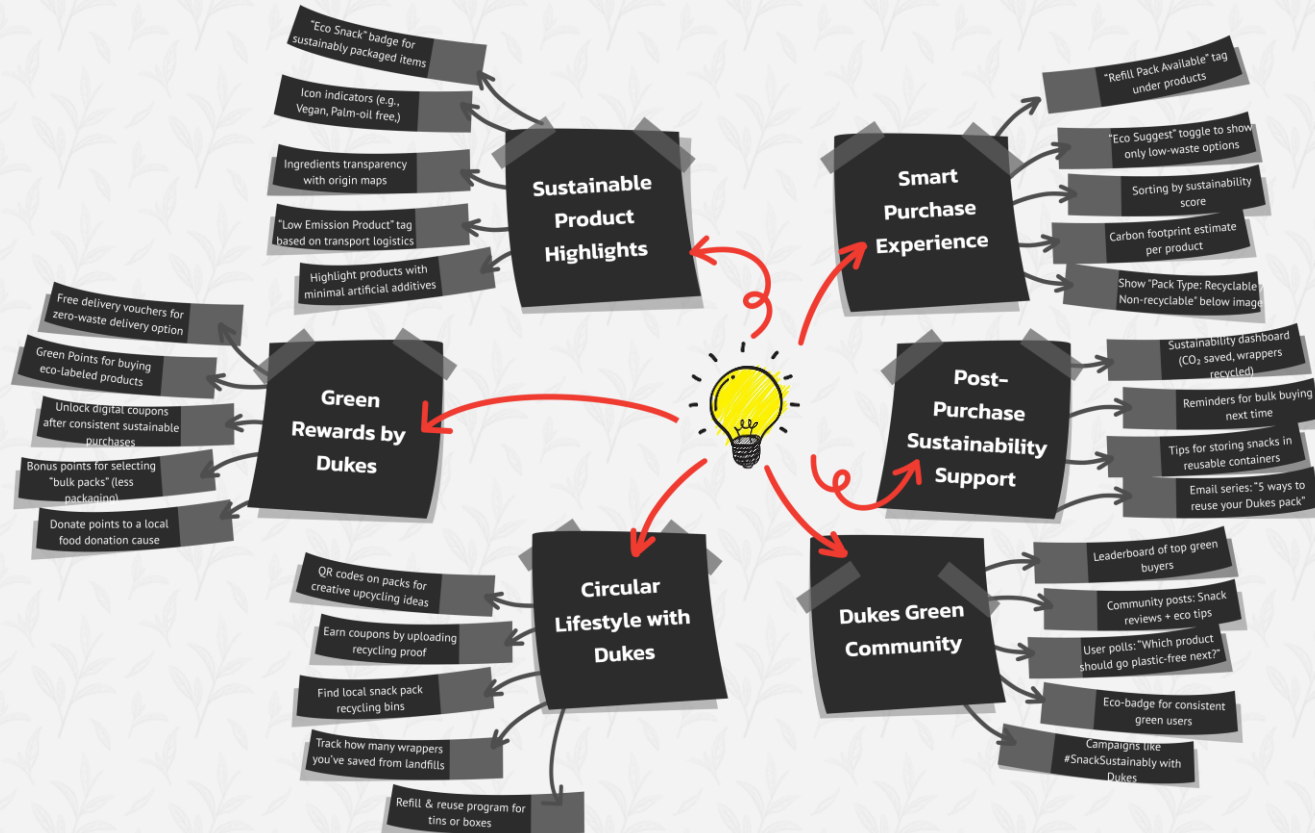 Sustainable
Product
Highlights
"Eco Snack" badge for
sustainably packaged items
Icon indicators (e.g.,
Vegan, Palm-oil free,)
Ingredients transparency
with origin maps
"Low Emission Product" tag
based on transport logistics
Highlight products with
minimal artificial additives
Smart
Purchase
Experience
"Refill Pack Available" tag
under products
"Eco Suggest" toggle to show
only low-waste options
Sorting by sustainability
score
Carbon footprint estimate
per product
Show "Pack Type: Recyclable
Non-recyclable" below image
Green
Rewards by
Dukes
Free delivery vouchers for
zero-waste delivery option
Green Points for buying
eco-labeled products
Unlock digital coupons
after consistent sustainable
purchases
Bonus points for selecting
"bulk packs" (less
packaging)
Donate points to a local
food donation cause
Post-
Purchase
Sustainability
Support
Sustainability dashboard
(CO₂ saved, wrappers
recycled)
Reminders for bulk buying
next time
Tips for storing snacks in
reusable containers
Email series: "5 ways to
reuse your Dukes pack"
Circular
Lifestyle with
Dukes
QR codes on packs for
creative upcycling ideas
Earn coupons by uploading
recycling proof
Find local snack pack
recycling bins
Track how many wrappers
you've saved from landfills
Refill & reuse program for
tins or boxes
Dukes Green
Community
Leaderboard of top green
buyers
Community posts: Snack
reviews + eco tips
User polls: "Which product
should go plastic-free next?"
Eco-badge for consistent
green users
Campaigns like
#SnackSustainably with
Dukes